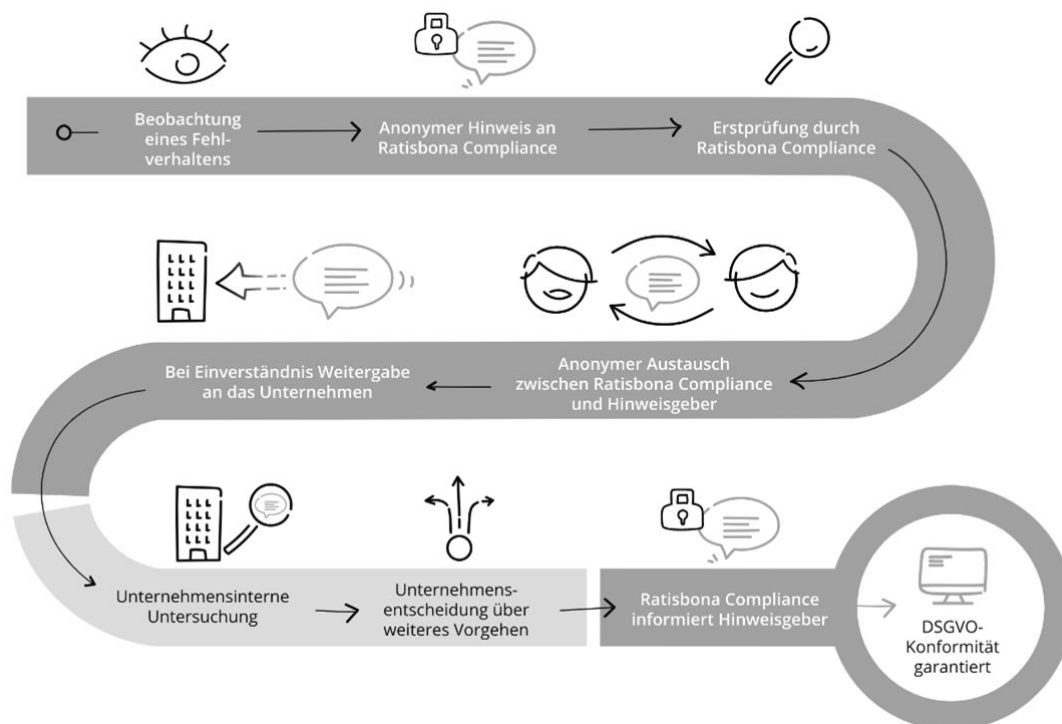 Beobachtung
eines Fehl-
verhaltens
Anonymer Hinweis an
Ratisbona Compliance
Erstprüfung durch
Ratisbona Compliance
Anonymer Austausch
zwischen Ratisbona Compliance
und Hinweisgeber
Bei Einverständnis Weitergabe
an das Unternehmen
Unternehmensinterne
Untersuchung
Unternehmens-
entscheidung über
weiteres Vorgehen
Ratisbona Compliance
informiert Hinweisgeber
DSGVO-
Konformität
garantiert